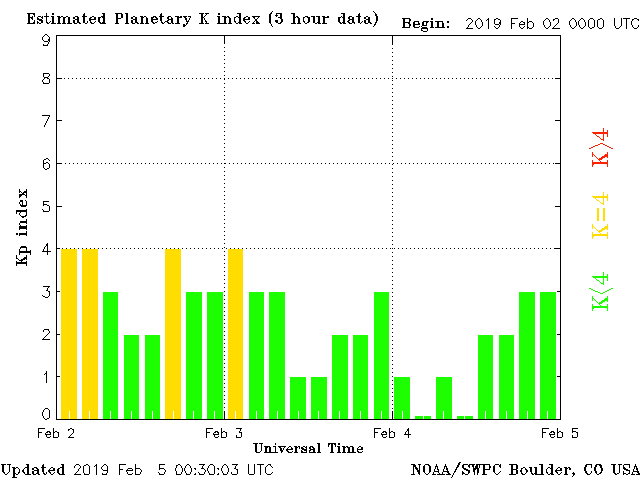 Estimated Planetary K index (3 hour data) Begin: 2019 Feb 02 0000 UTC
9
8
7
6
5
4
3
2
1
0
Kp index
K>4
K=4
K<4
Feb 2 Feb 3 Feb 4 Feb 5
Universal Time
Updated 2019 Feb 5 00:30:03 UTC NOAA/SWPC Boulder, CO USA